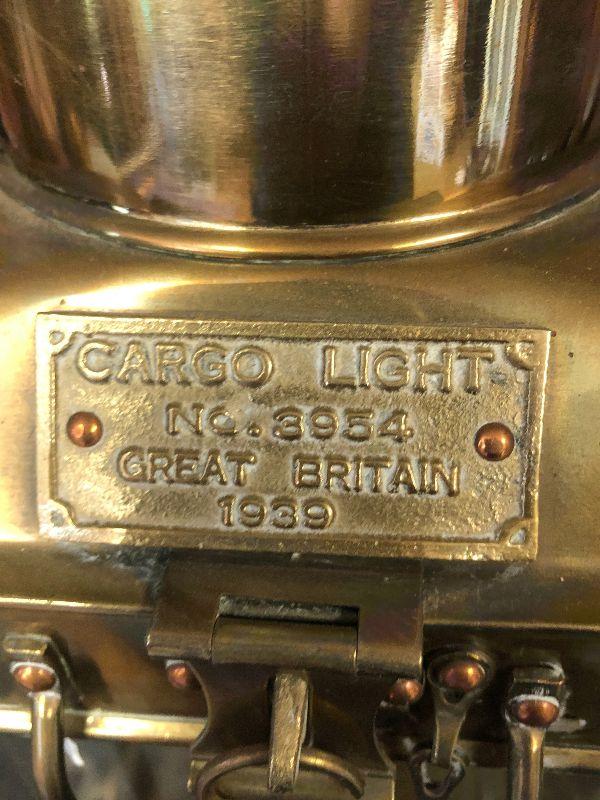 CARGO LIGHT
No. 3954
GREAT BRITAIN
1939